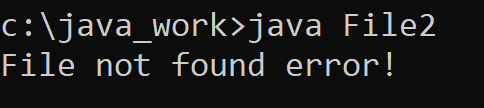 c:\java_work>java File2
File not found error!